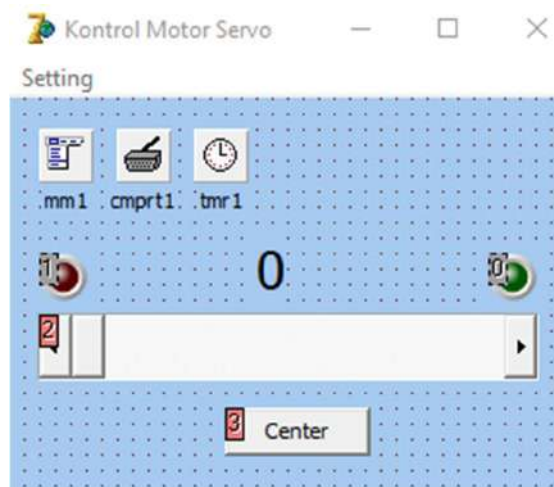 Kontrol Motor Servo
Setting
mm1 cmprt1 tmr1
1 0 0
2
3 Center